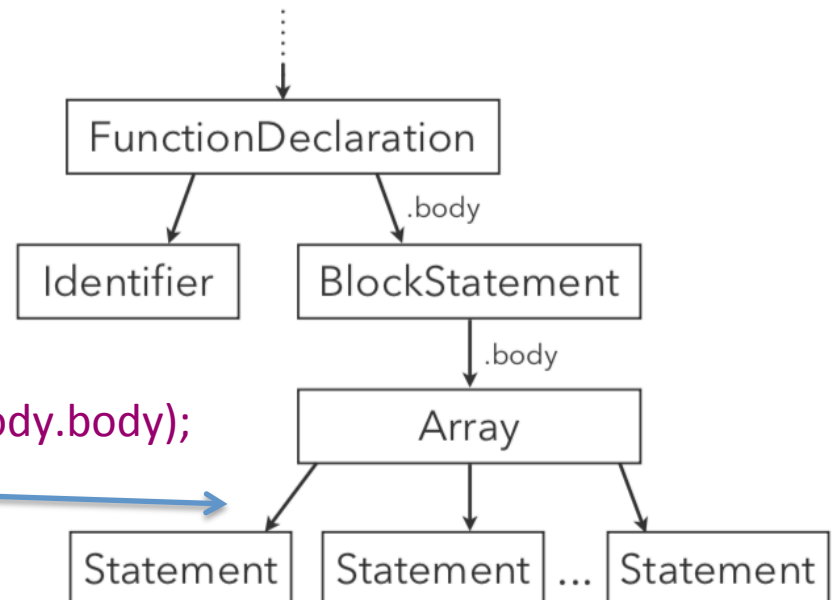 FunctionDeclaration
.body
Identifier
BlockStatement
.body
ody.body);
Array
Statement
Statement
...
Statement